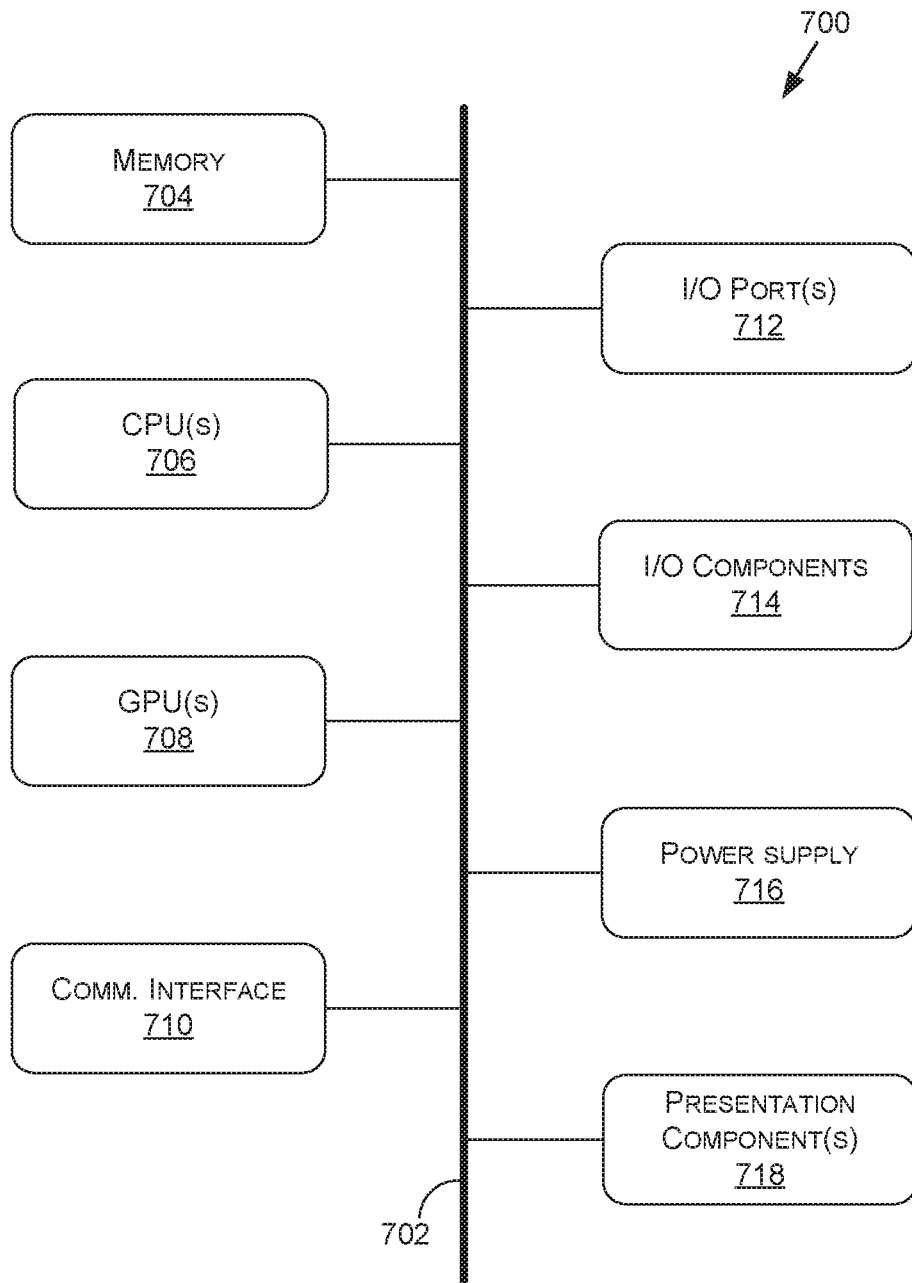 700
MEMORY
704
I/O PORT(S)
712
CPU(S)
706
I/O COMPONENTS
714
GPU(S)
708
POWER SUPPLY
716
COMM. INTERFACE
710
PRESENTATION
COMPONENT(S)
718
702